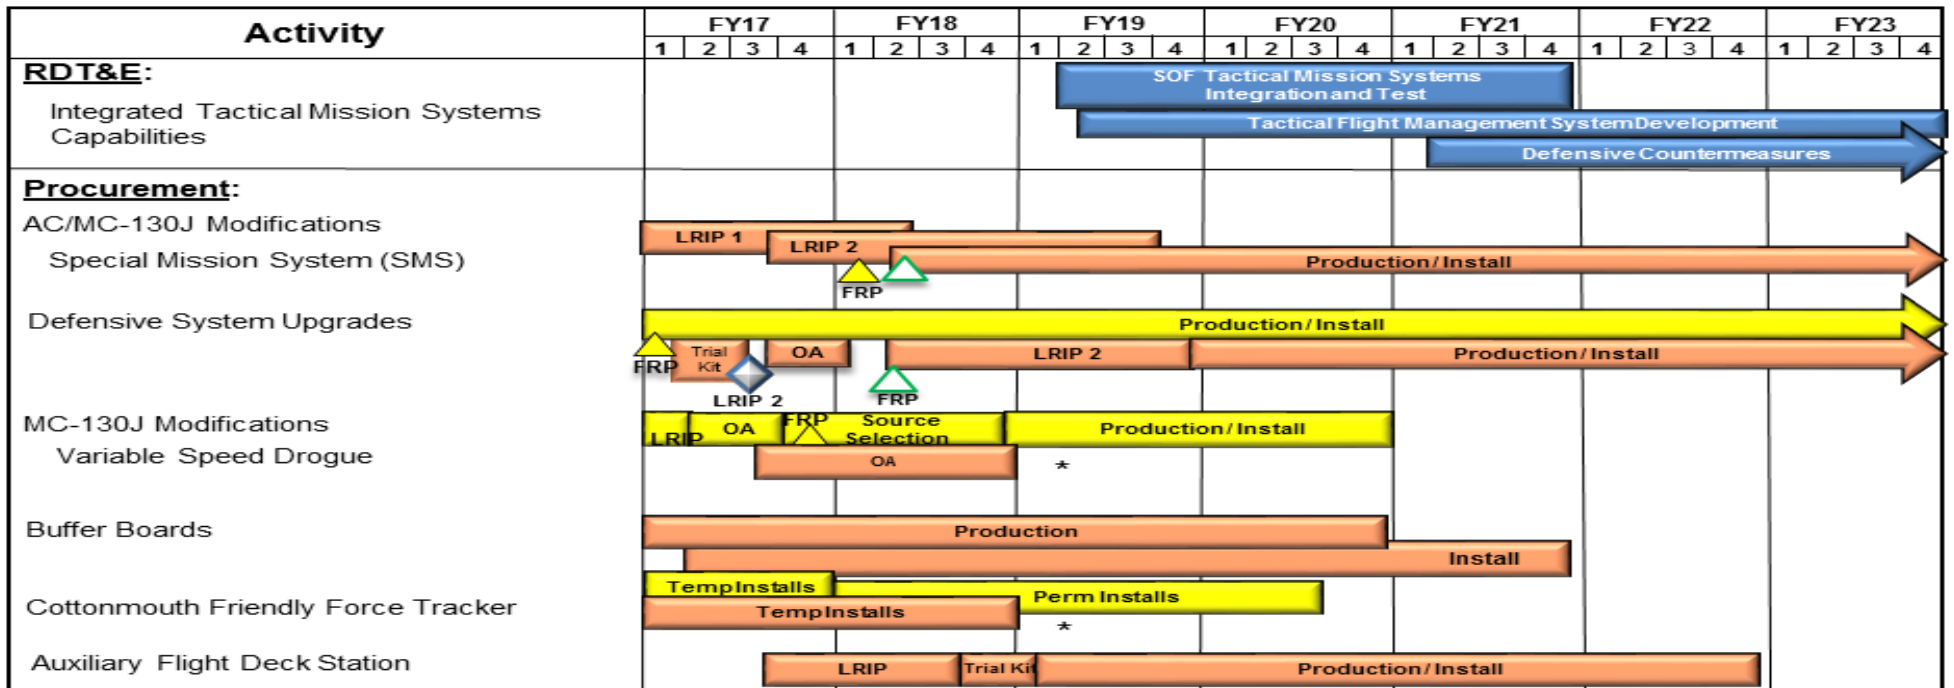 Activity
FY17 FY18 FY19 FY20 FY21 FY22 FY23
1 2 3 4 1 2 3 4 1 2 3 4 1 2 3 4 1 2 3 4 1 2 3 4 1 2 3 4
RDT&E:
SOF Tactical Mission Systems
Integration and Test
Integrated Tactical Mission Systems
Capabilities
Tactical Flight Management System Development
Defensive Countermeasures
Procurement:
AC/MC-130J Modifications
LRIP 1
LRIP 2
Special Mission System (SMS)
Production / Install
FRP
Defensive System Upgrades
Production / Install
FRP
Trial
Kit
OA
LRIP 2
Production / Install
LRIP 2
FRP
MC-130J Modifications
LRIP
OA
FRP
Source
Selection
Production / Install
Variable Speed Drogue
OA
*
Buffer Boards
Production
Install
Temp Installs
Perm Installs
Cottonmouth Friendly Force Tracker
Temp Installs
*
Auxiliary Flight Deck Station
LRIP
Trial Kit
Production / Install